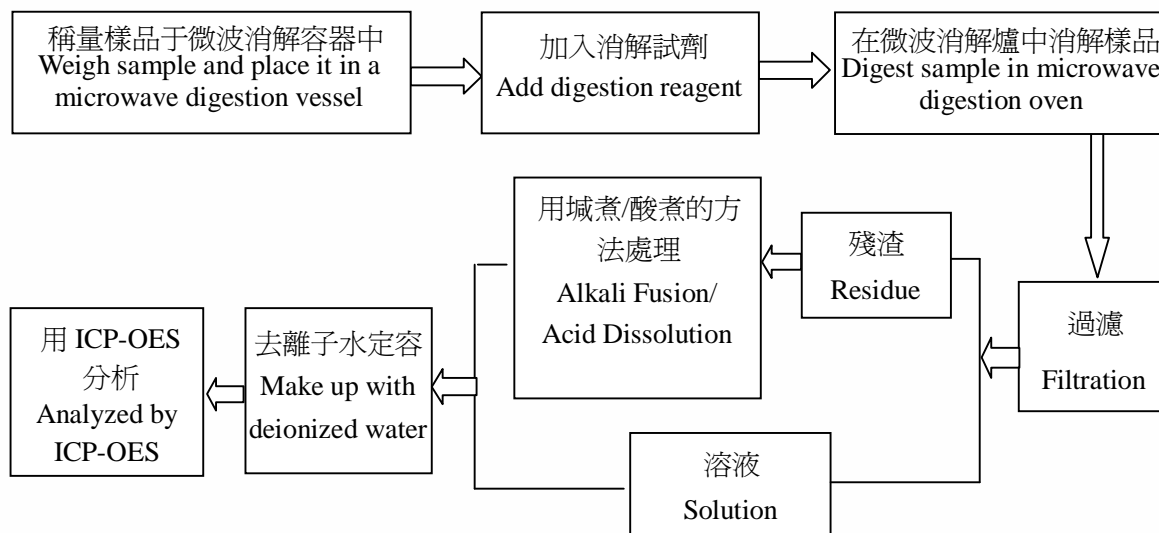 稱量樣品于微波消解容器中
Weigh sample and place it in a
microwave digestion vessel
加入消解試劑
Add digestion reagent
在微波消解爐中消解樣品
Digest sample in microwave
digestion oven
過濾
Filtration
殘渣
Residue
用堿煮/酸煮的方
法處理
Alkali Fusion/
Acid Dissolution
溶液
Solution
去離子水定容
Make up with
deionized water
用 ICP-OES
分析
Analyzed by
ICP-OES